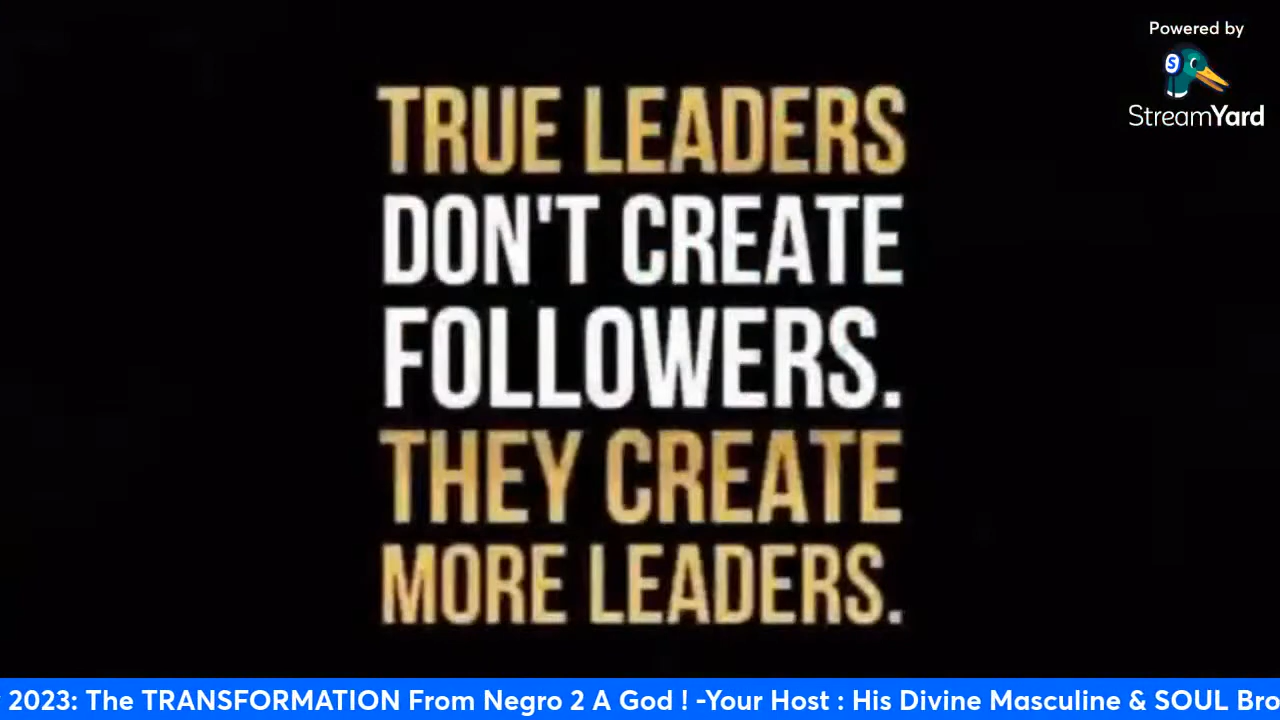 Powered by
S
StreamYard
TRUE LEADERS
DON'T CREATE
FOLLOWERS.
THEY CREATE
MORE LEADERS.
2023: The TRANSFORMATION From Negro 2 A God ! -Your Host : His Divine Masculine & SOUL Bro